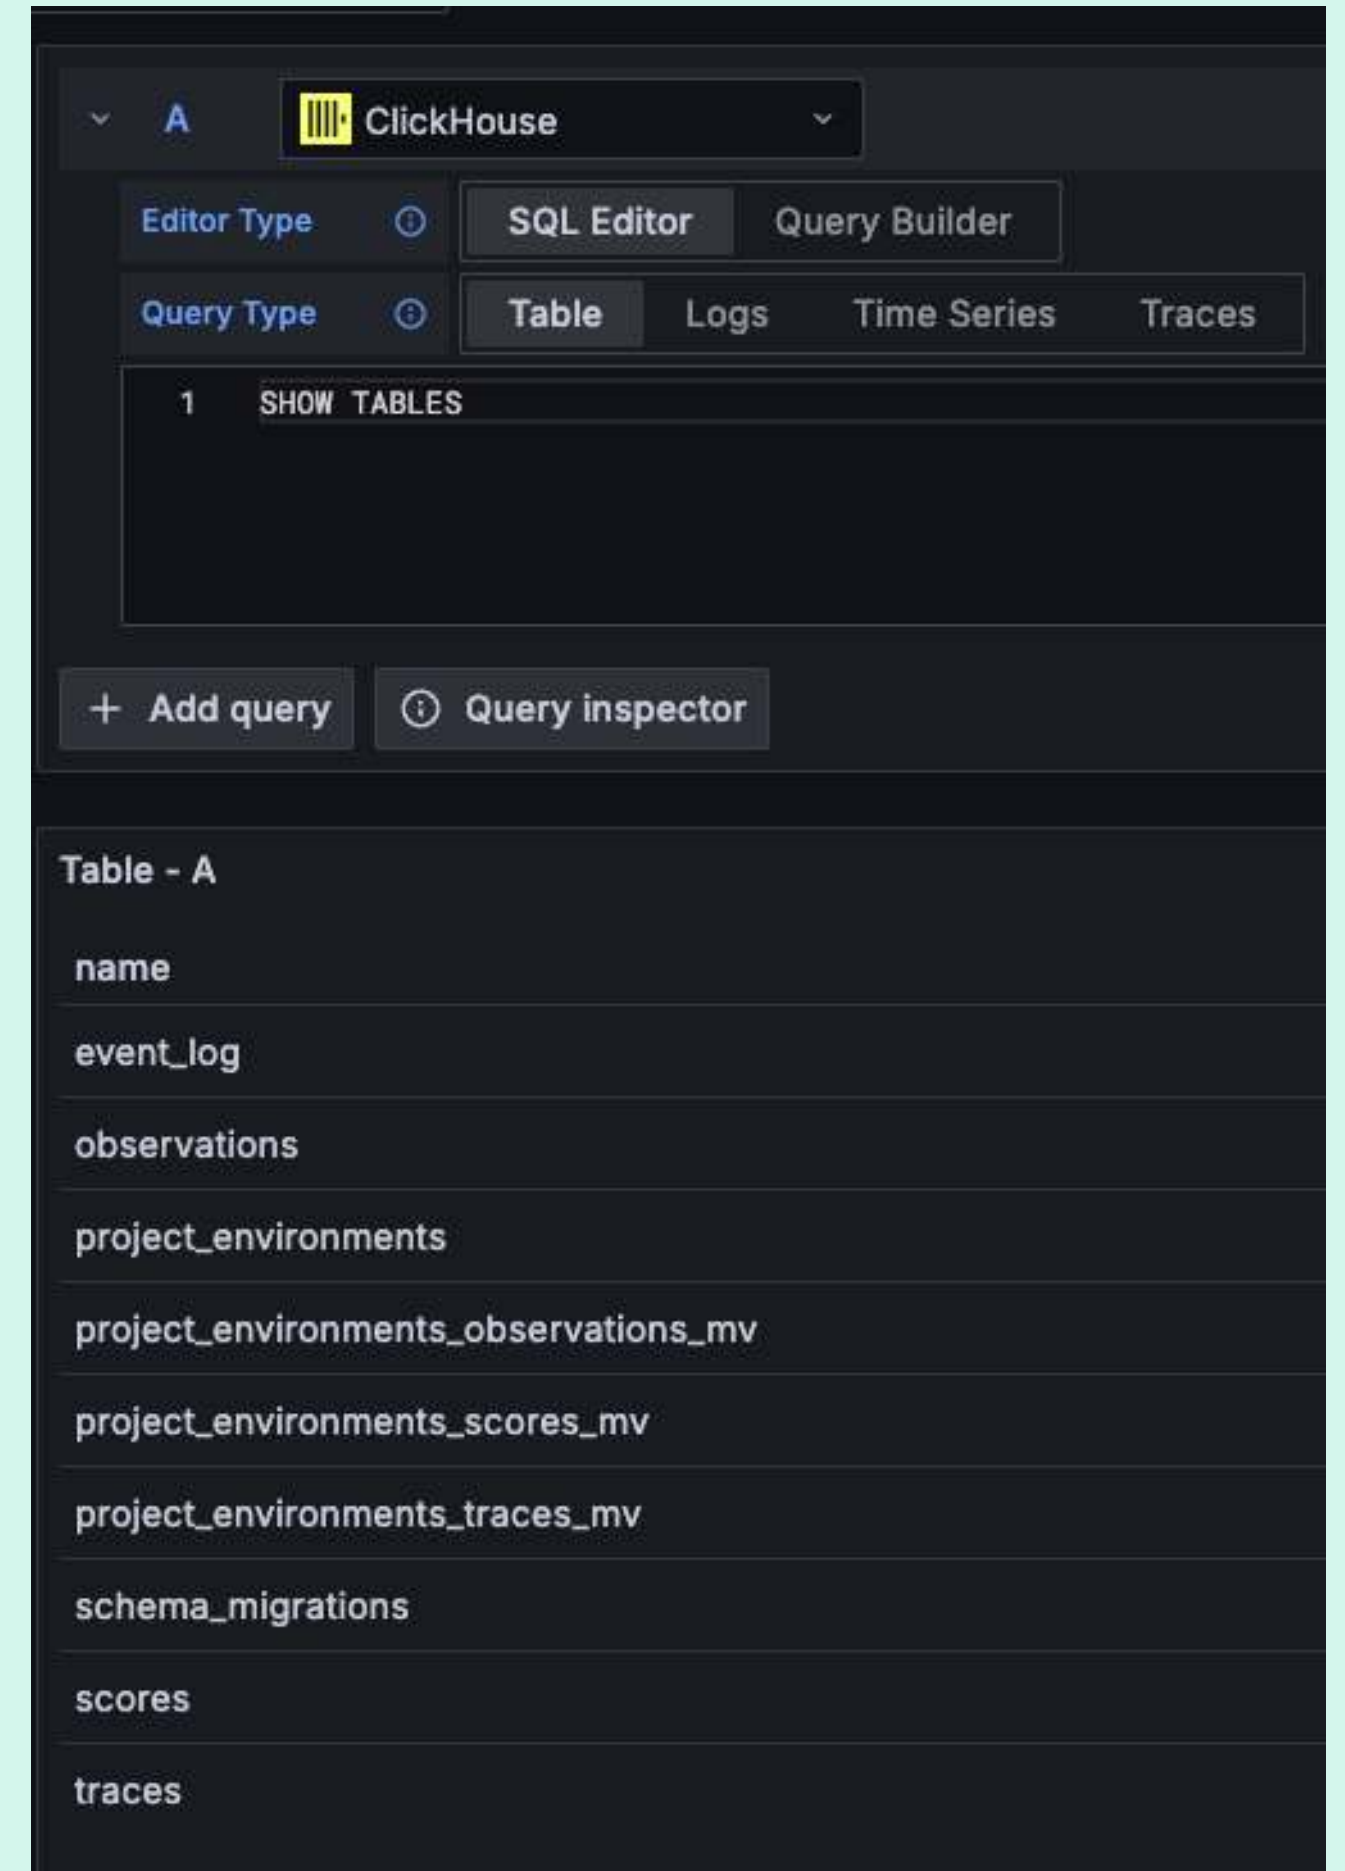 A ClickHouse
Editor Type SQL Editor Query Builder
Query Type Table Logs Time Series Traces
1 SHOW TABLES
+ Add query Query inspector
Table - A
name
event_log
observations
project_environments
project_environments_observations_mv
project_environments_scores_mv
project_environments_traces_mv
schema_migrations
scores
traces